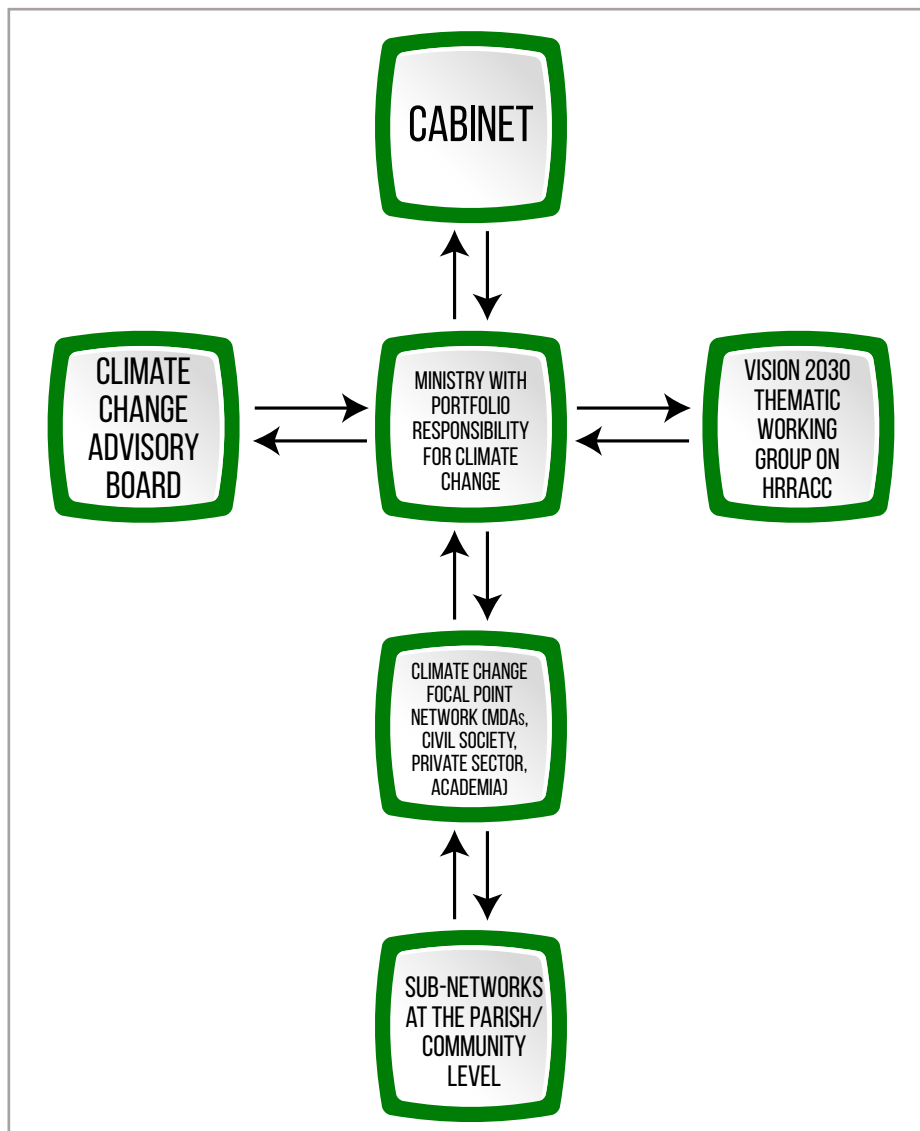 CABINET
CLIMATE
CHANGE
ADVISORY
BOARD
MINISTRY WITH
PORTFOLIO
RESPONSIBILITY
FOR CLIMATE
CHANGE
VISION 2030
THEMATIC
WORKING
GROUP ON
HRRACC
CLIMATE CHANGE
FOCAL POINT
NETWORK (MDAs,
CIVIL SOCIETY,
PRIVATE SECTOR,
ACADEMIA)
SUB-NETWORKS
AT THE PARISH/
COMMUNITY
LEVEL